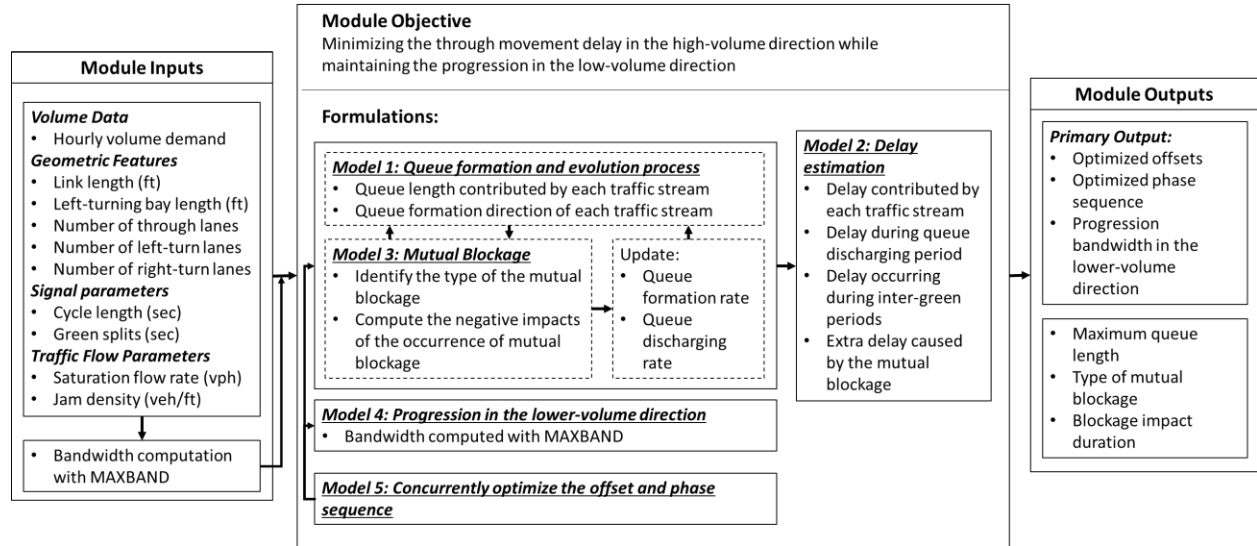 Module Inputs
Volume Data
• Hourly volume demand
Geometric Features
• Link length (ft)
• Left-turning bay length (ft)
• Number of through lanes
• Number of left-turn lanes
• Number of right-turn lanes
Signal parameters
• Cycle length (sec)
• Green splits (sec)
Traffic Flow Parameters
• Saturation flow rate (vph)
• Jam density (veh/ft)
• Bandwidth computation
with MAXBAND
Module Objective
Minimizing the through movement delay in the high-volume direction while
maintaining the progression in the low-volume direction
Formulations:
Model 1: Queue formation and evolution process
• Queue length contributed by each traffic stream
• Queue formation direction of each traffic stream
Model 3: Mutual Blockage
• Identify the type of the mutual
blockage
• Compute the negative impacts
of the occurrence of mutual
blockage
Update:
• Queue
formation rate
• Queue
discharging
rate
Model 2: Delay
estimation
• Delay contributed by
each traffic stream
• Delay during queue
discharging period
• Delay occurring
during inter-green
periods
• Extra delay caused
by the mutual
blockage
Model 4: Progression in the lower-volume direction
• Bandwidth computed with MAXBAND
Model 5: Concurrently optimize the offset and phase
sequence
Module Outputs
Primary Output:
• Optimized offsets
• Optimized phase
sequence
• Progression
bandwidth in the
lower-volume
direction
• Maximum queue
length
• Type of mutual
blockage
• Blockage impact
duration